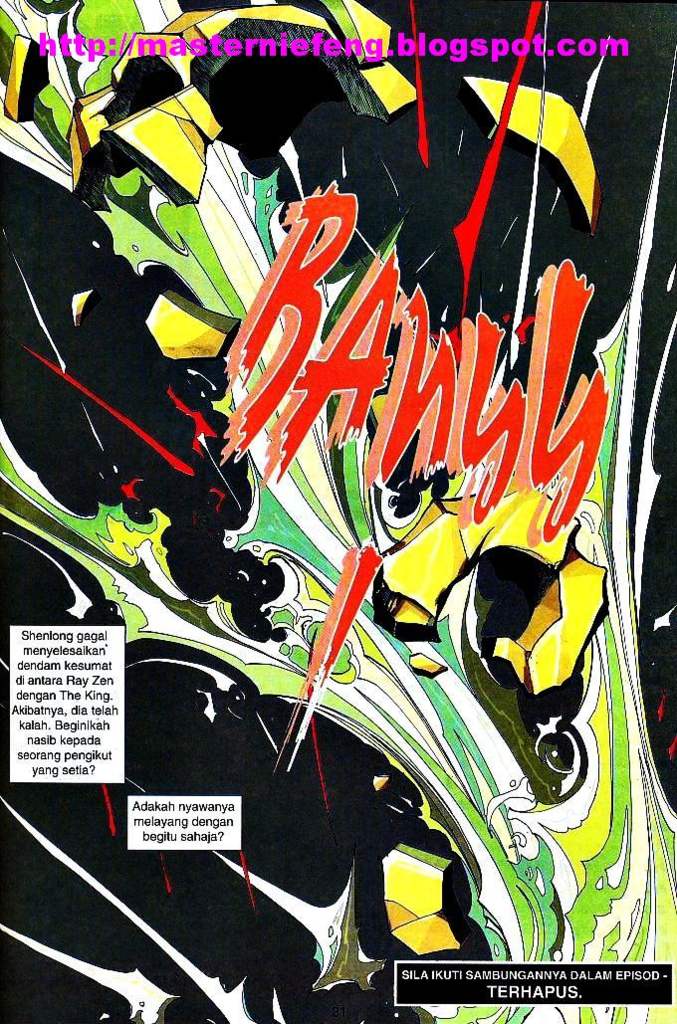 http://masterniefeng.blogspot.com
BAMM
!
Shenlong gagal
menyelesaikan
dendam kesumat
di antara Ray Zen
dengan The King.
Akibatnya, dia telah
kalah. Beginikah
nasib kepada
seorang pengikut
yang setia?
Adakah nyawanya
melayang dengan
begitu sahaja?
SILA IKUTI SAMBUNGANNYA DALAM EPISOD -
TERHAPUS.
81